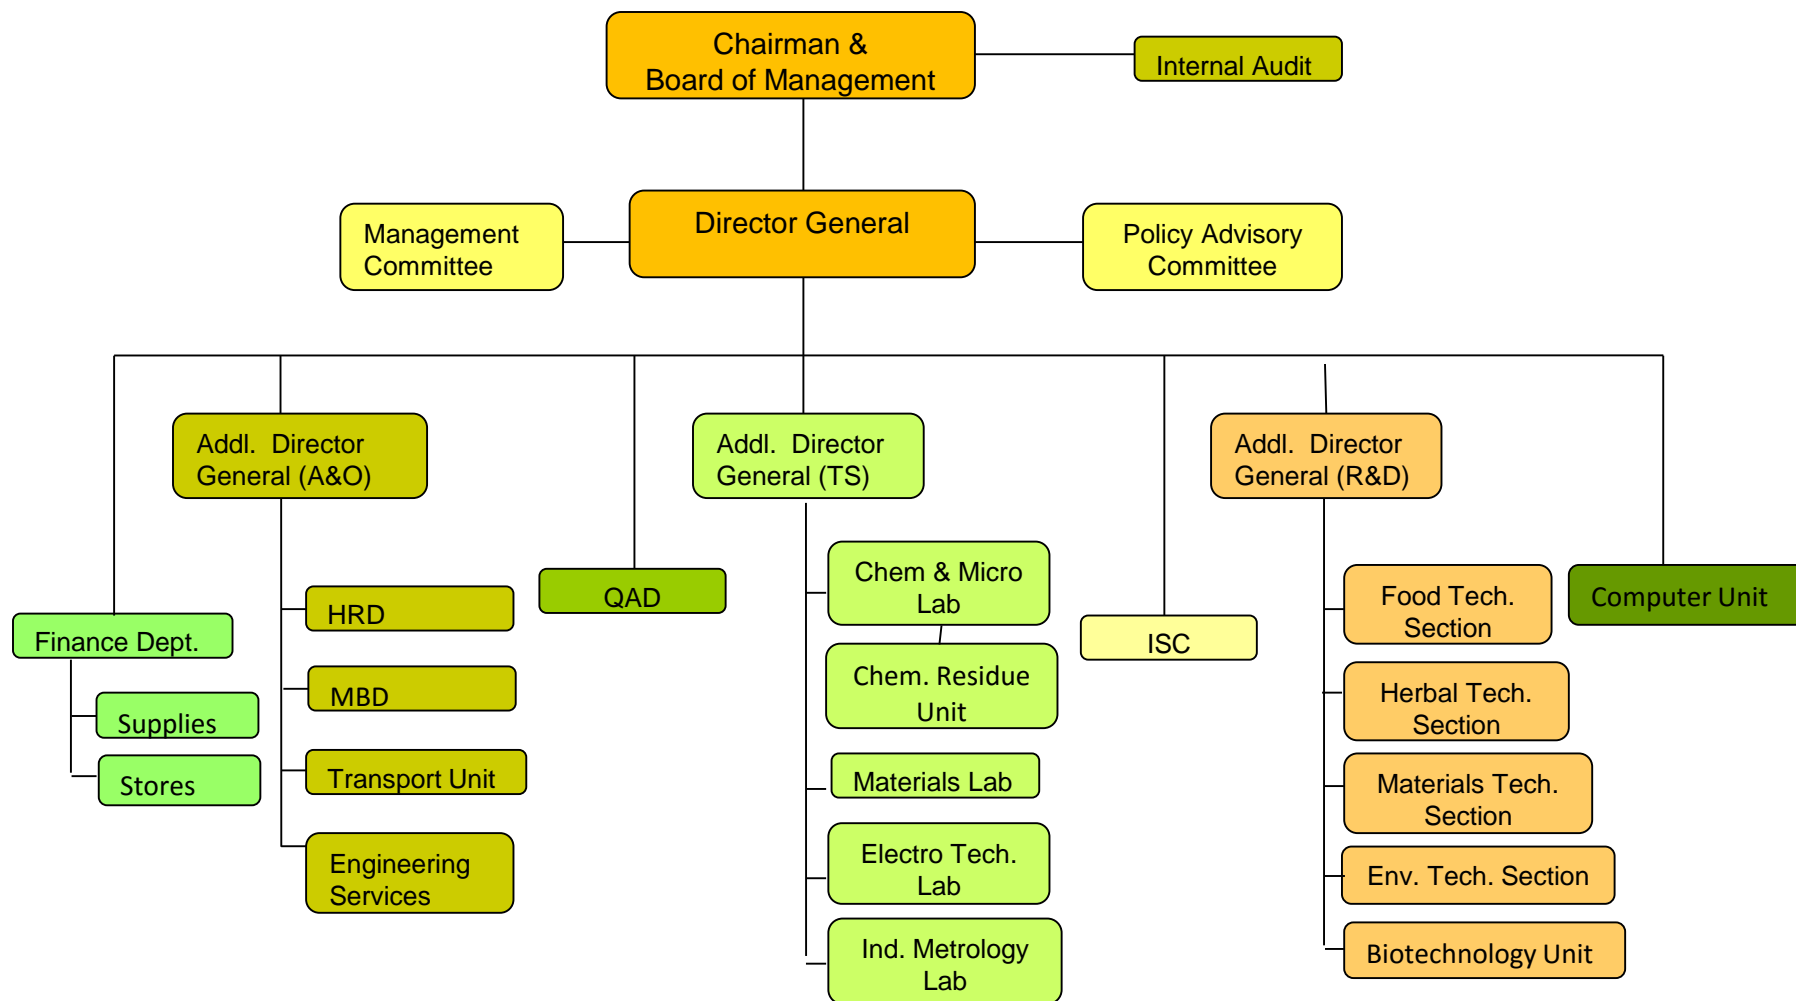 Chairman &
Board of Management
Internal Audit
Management
Committee
Director General
Policy Advisory
Committee
Addl.  Director
General (A&O)
Addl.  Director
General (TS)
Addl.  Director
General (R&D)
Finance Dept.
Supplies
Stores
HRD
MBD
Transport Unit
Engineering
Services
QAD
Chem & Micro
Lab
Chem. Residue
Unit
Materials Lab
Electro Tech.
Lab
Ind. Metrology
Lab
ISC
Food Tech.
Section
Herbal Tech.
Section
Materials Tech.
Section
Env. Tech. Section
Biotechnology Unit
Computer Unit